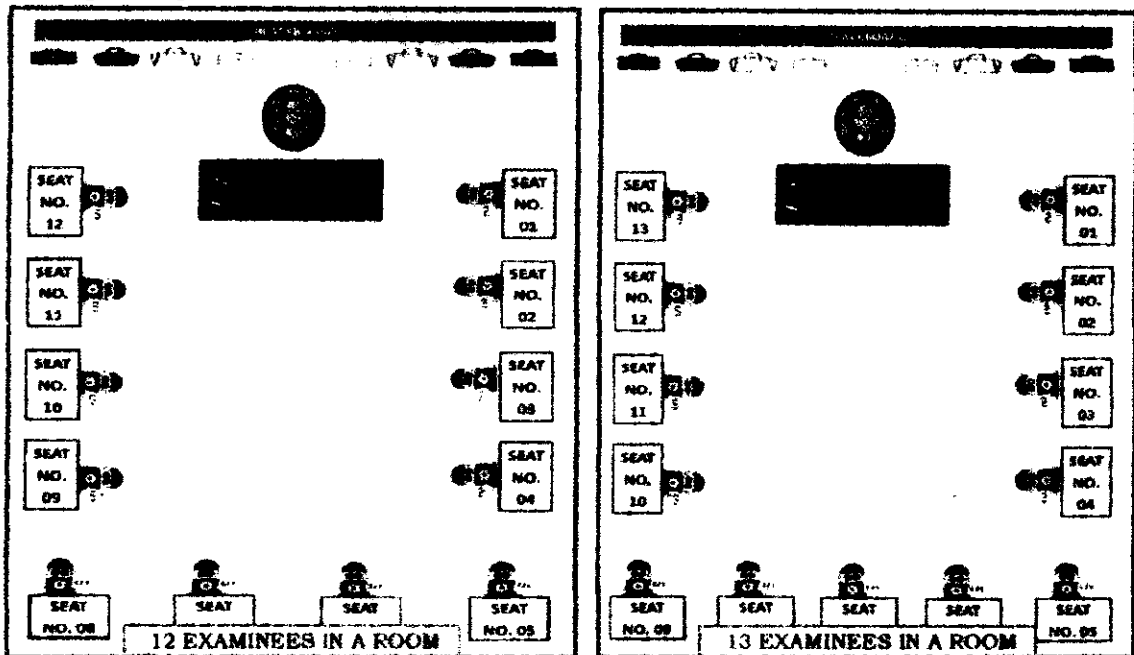 SEAT
NO.
12
SEAT
NO.
01
SEAT
NO.
11
SEAT
NO.
02
SEAT
NO.
10
SEAT
NO.
03
SEAT
NO.
09
SEAT
NO.
04
SEAT
NO. 08
SEAT
SEAT
SEAT
NO. 05
12 EXAMINEES IN A ROOM
SEAT
NO.
13
SEAT
NO.
01
SEAT
NO.
12
SEAT
NO.
02
SEAT
NO.
11
SEAT
NO.
03
SEAT
NO.
10
SEAT
NO.
04
SEAT
NO. 09
SEAT
SEAT
SEAT
SEAT
NO. 05
13 EXAMINEES IN A ROOM